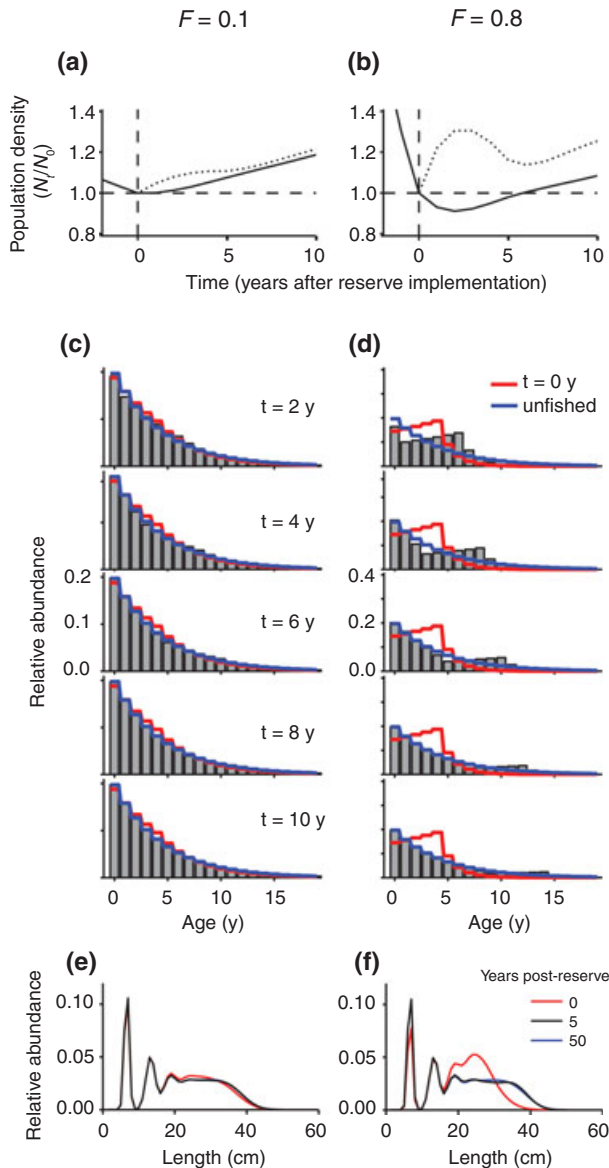 F = 0.1
F = 0.8
(a)
(b)
Population density
(Nt/N0)
1.4
1.2
1.0
0.8
0
5
10
1.4
1.2
1.0
0.8
0
5
10
Time (years after reserve implementation)
(c)
(d)
t = 2 y
t = 0 y
unfished
t = 4 y
Relative abundance
0.2
0.1
0.0
t = 6 y
0.4
0.2
0.0
t = 8 y
t = 10 y
0
5
10
15
0
5
10
15
Age (y)
Age (y)
(e)
(f)
Relative abundance
0.10
0.05
0.00
0
20
40
60
0.10
0.05
0.00
0
20
40
60
Years post-reserve
0
5
50
Length (cm)
Length (cm)